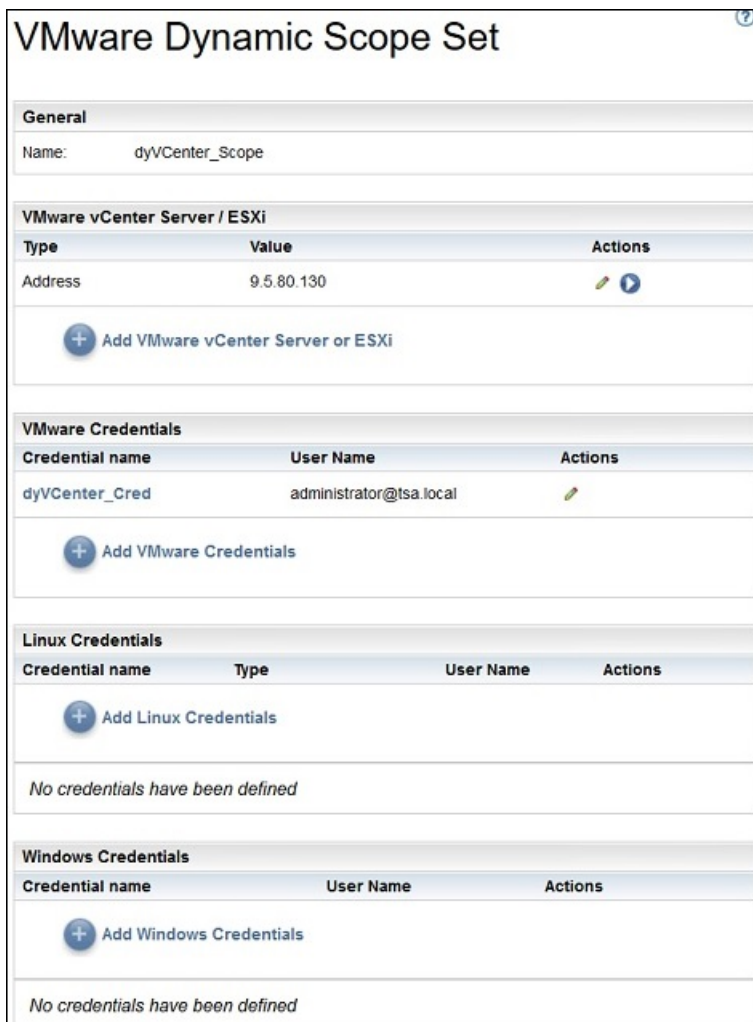 VMware Dynamic Scope Set
?
General
Name: dyVCenter_Scope
VMware vCenter Server / ESXi
Type Value Actions
Address 9.5.80.130
Add VMware vCenter Server or ESXi
VMware Credentials
Credential name User Name Actions
dyVCenter_Cred administrator@tsa.local
Add VMware Credentials
Linux Credentials
Credential name Type User Name Actions
Add Linux Credentials
No credentials have been defined
Windows Credentials
Credential name User Name Actions
Add Windows Credentials
No credentials have been defined